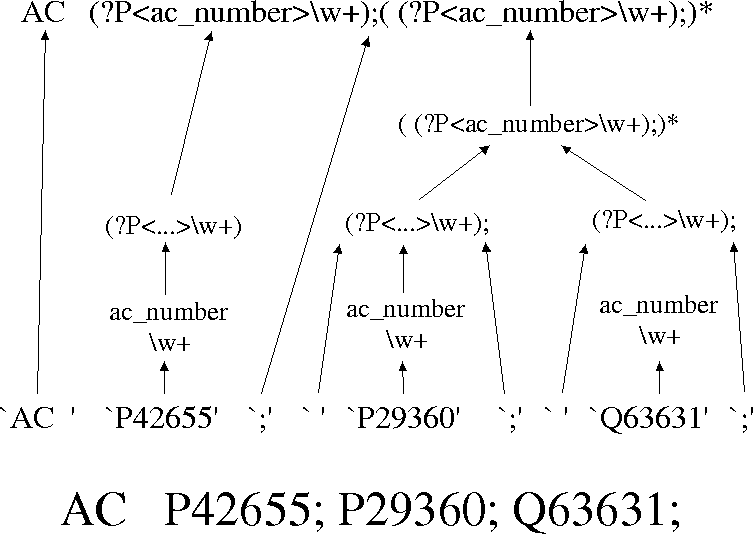 AC (?P<ac_number>\w+);( (?P<ac_number>\w+);)*
( (?P<ac_number>\w+);)*
(?P<...>\w+) (?P<...>\w+); (?P<...>\w+);
ac_number ac_number ac_number
\w+ \w+ \w+
`AC ' `P42655' `;' ` ' `P29360' `;' ` ' `Q63631' `;'
AC P42655; P29360; Q63631;